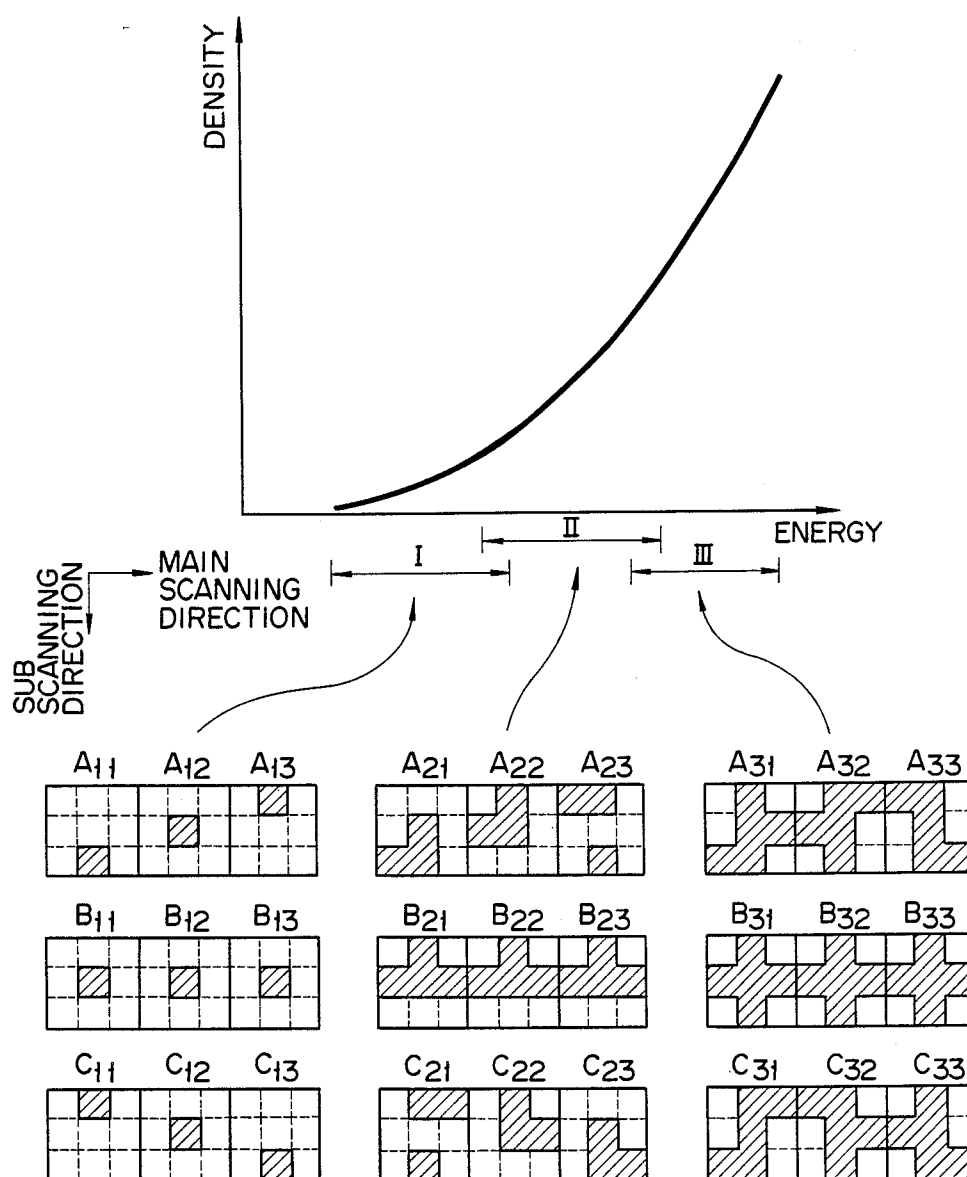 DENSITY
ENERGY
I
II
III
MAIN
SCANNING
DIRECTION
SUB
SCANNING
DIRECTION
A11 A12 A13
A21 A22 A23
A31 A32 A33
B11 B12 B13
B21 B22 B23
B31 B32 B33
C11 C12 C13
C21 C22 C23
C31 C32 C33